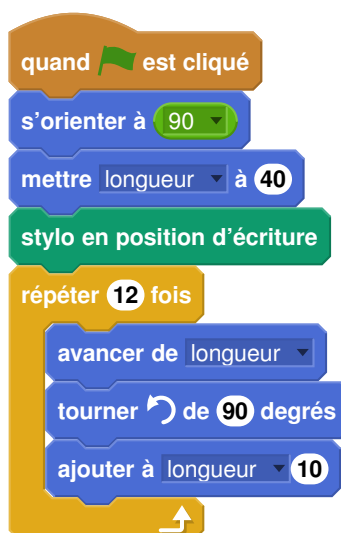 quand est cliqué
s'orienter à 90
mettre longueur à 40
stylo en position d'écriture
répéter 12 fois
avancer de longueur
tourner de 90 degrés
ajouter à longueur 10